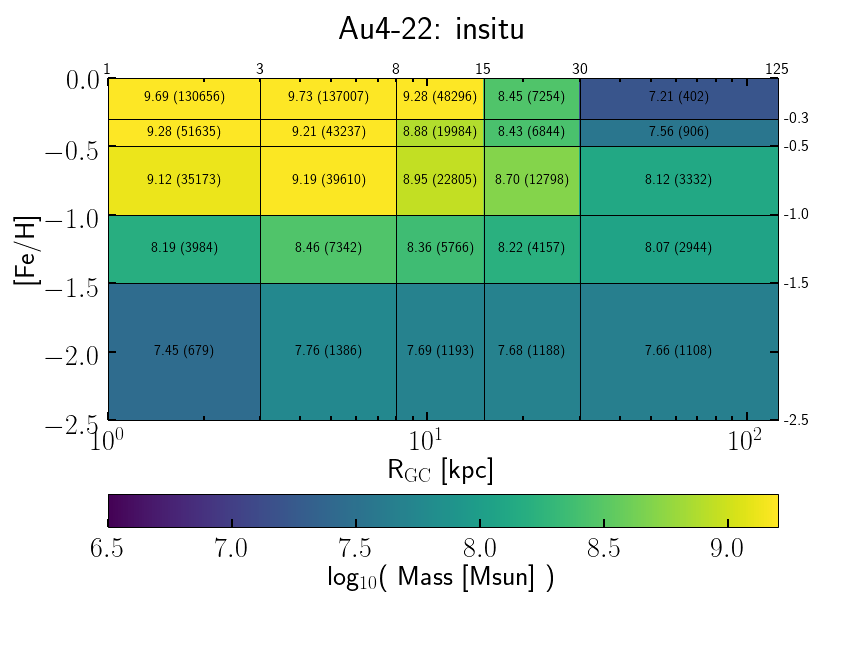 Au4-22: insitu
1 3 8 15 30 125
0.0
9.69 (130656) 9.73 (137007) 9.28 (48296) 8.45 (7254) 7.21 (402)
-0.3
9.28 (51635) 9.21 (43237) 8.88 (19984) 8.43 (6844) 7.56 (906)
−0.5 -0.5
9.12 (35173) 9.19 (39610) 8.95 (22805) 8.70 (12798) 8.12 (3332)
−1.0 -1.0
[Fe/H]
8.19 (3984) 8.46 (7342) 8.36 (5766) 8.22 (4157) 8.07 (2944)
−1.5 -1.5
7.45 (679) 7.76 (1386) 7.69 (1193) 7.68 (1188) 7.66 (1108)
−2.0
−2.5 -2.5
10⁰ 10¹ 10²
R_GC [kpc]
6.5 7.0 7.5 8.0 8.5 9.0
log₁₀( Mass [Msun] )